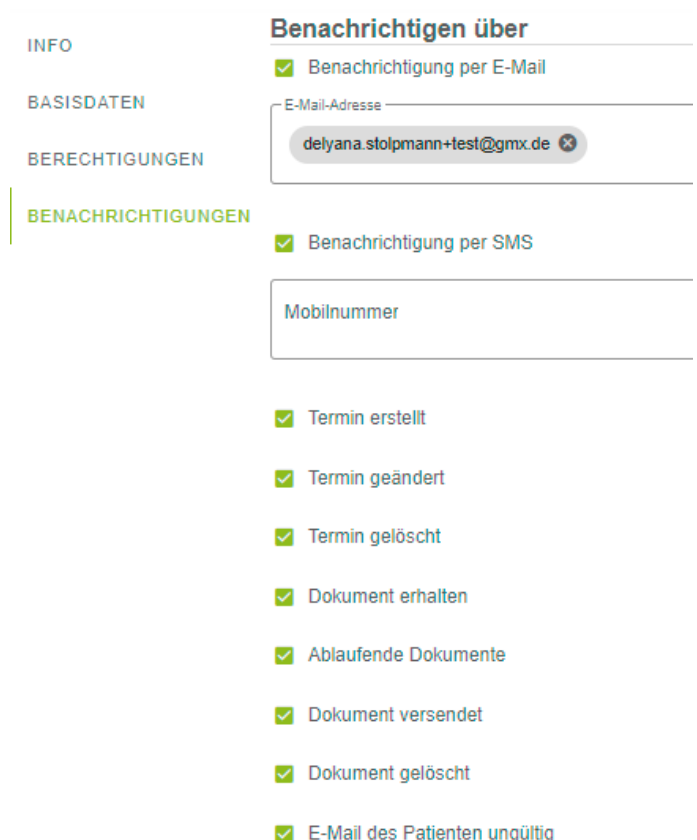 INFO
BASISDATEN
BERECHTIGUNGEN
BENACHRICHTIGUNGEN
Benachrichtigen über
Benachrichtigung per E-Mail
E-Mail-Adresse
delyana.stolpmann+test@gmx.de
Benachrichtigung per SMS
Mobilnummer
Termin erstellt
Termin geändert
Termin gelöscht
Dokument erhalten
Ablaufende Dokumente
Dokument versendet
Dokument gelöscht
E-Mail des Patienten ungültig